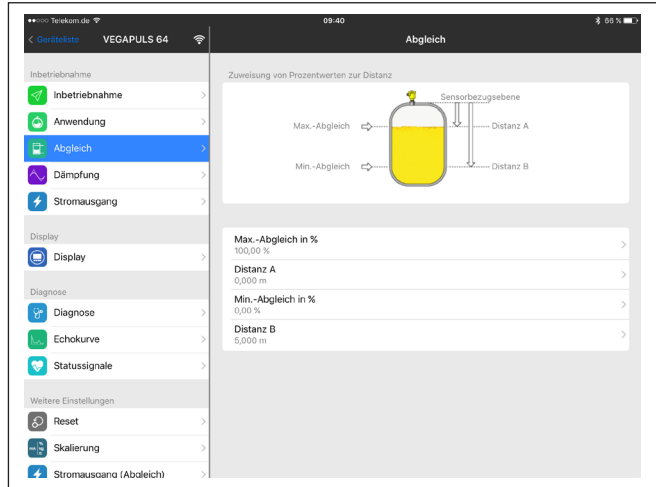 Telekom.de
09:40
66 %
Geräteliste
VEGAPULS 64
Abgleich
Inbetriebnahme
Inbetriebnahme
Anwendung
Abgleich
Dämpfung
Stromausgang
Display
Display
Diagnose
Diagnose
Echokurve
Statussignale
Weitere Einstellungen
Reset
Skalierung
Stromausgang (Abgleich)
Zuweisung von Prozentwerten zur Distanz
Sensorbezugsebene
Max.-Abgleich
Distanz A
Min.-Abgleich
Distanz B
Max.-Abgleich in %
100,00 %
Distanz A
0,000 m
Min.-Abgleich in %
0,00 %
Distanz B
5,000 m